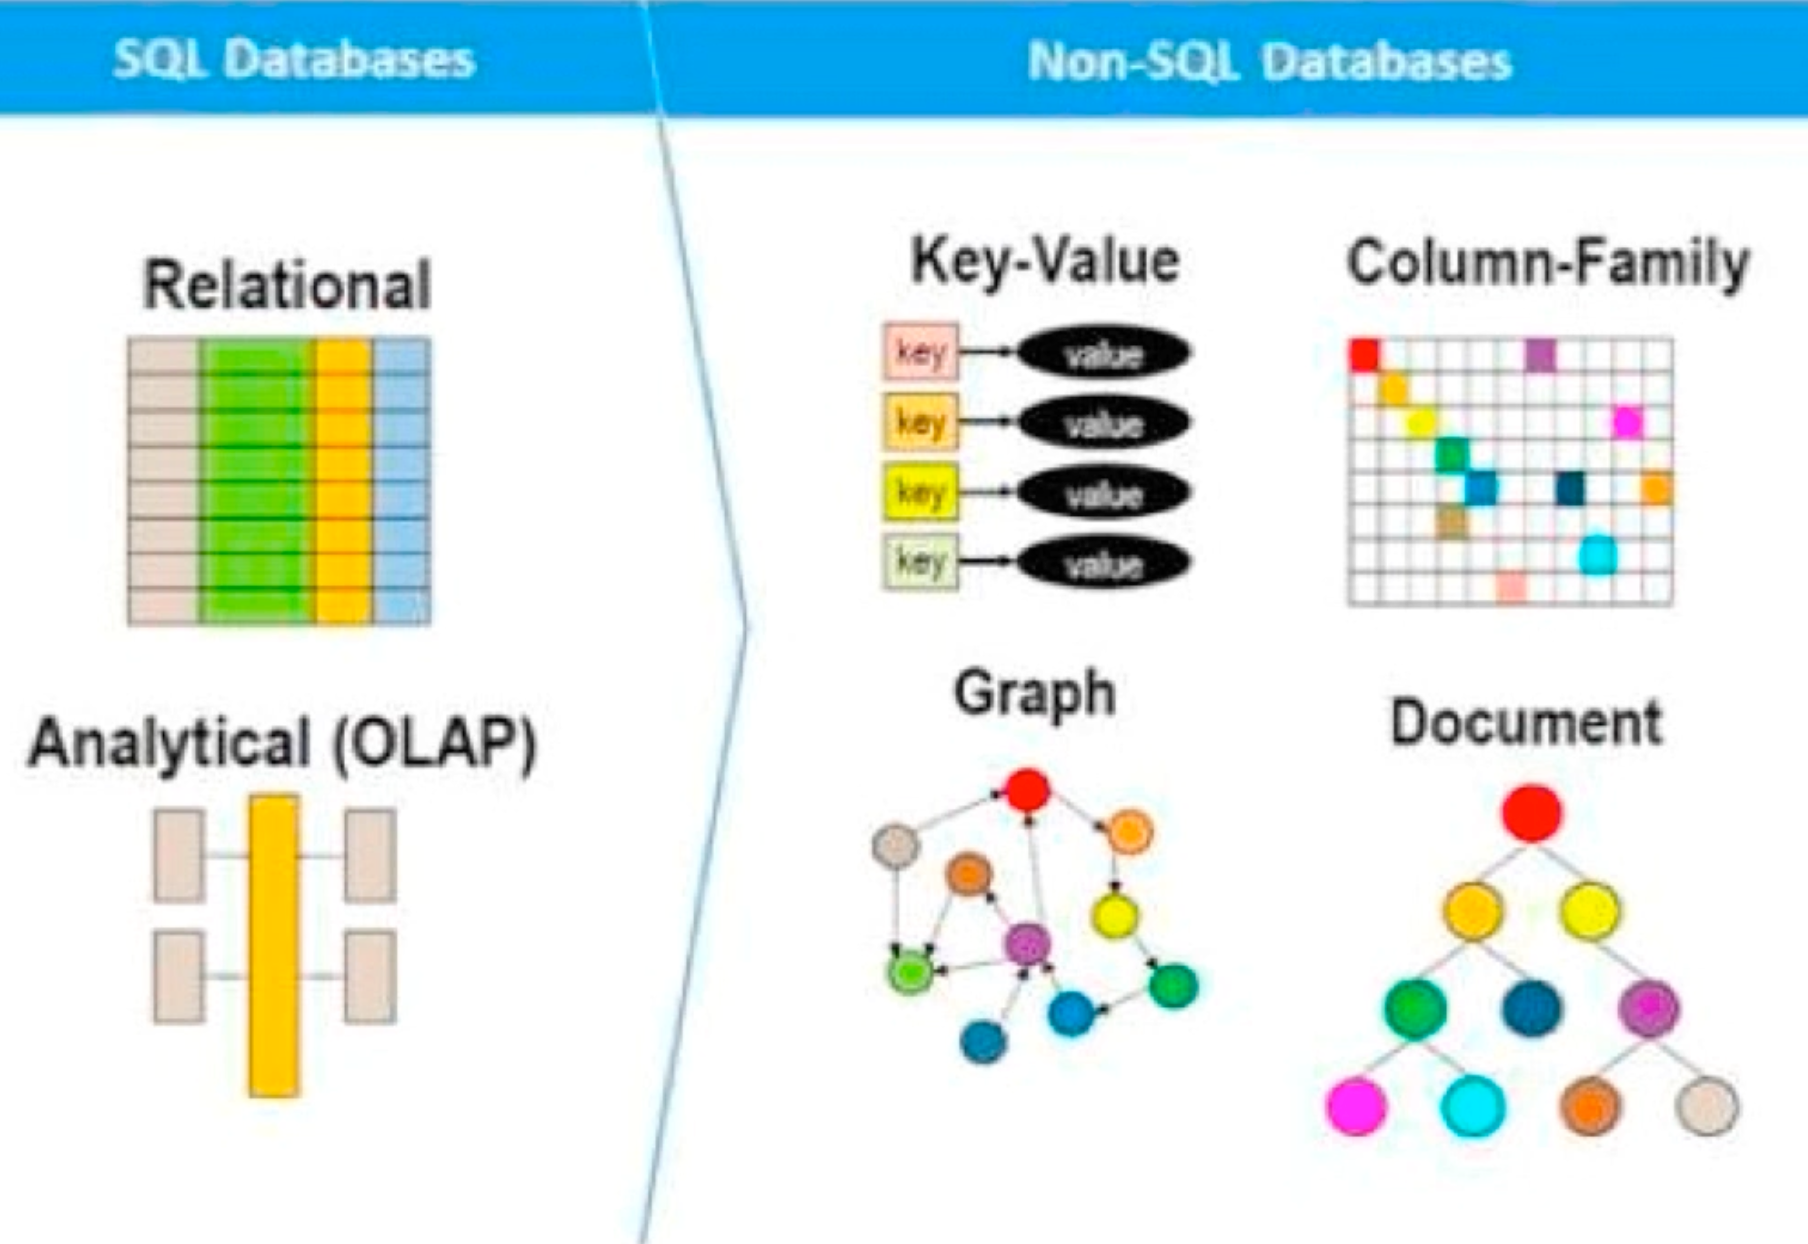 SQL Databases
Non-SQL Databases
Relational
Analytical (OLAP)
Key-Value
key value
key value
key value
key value
Column-Family
Graph
Document